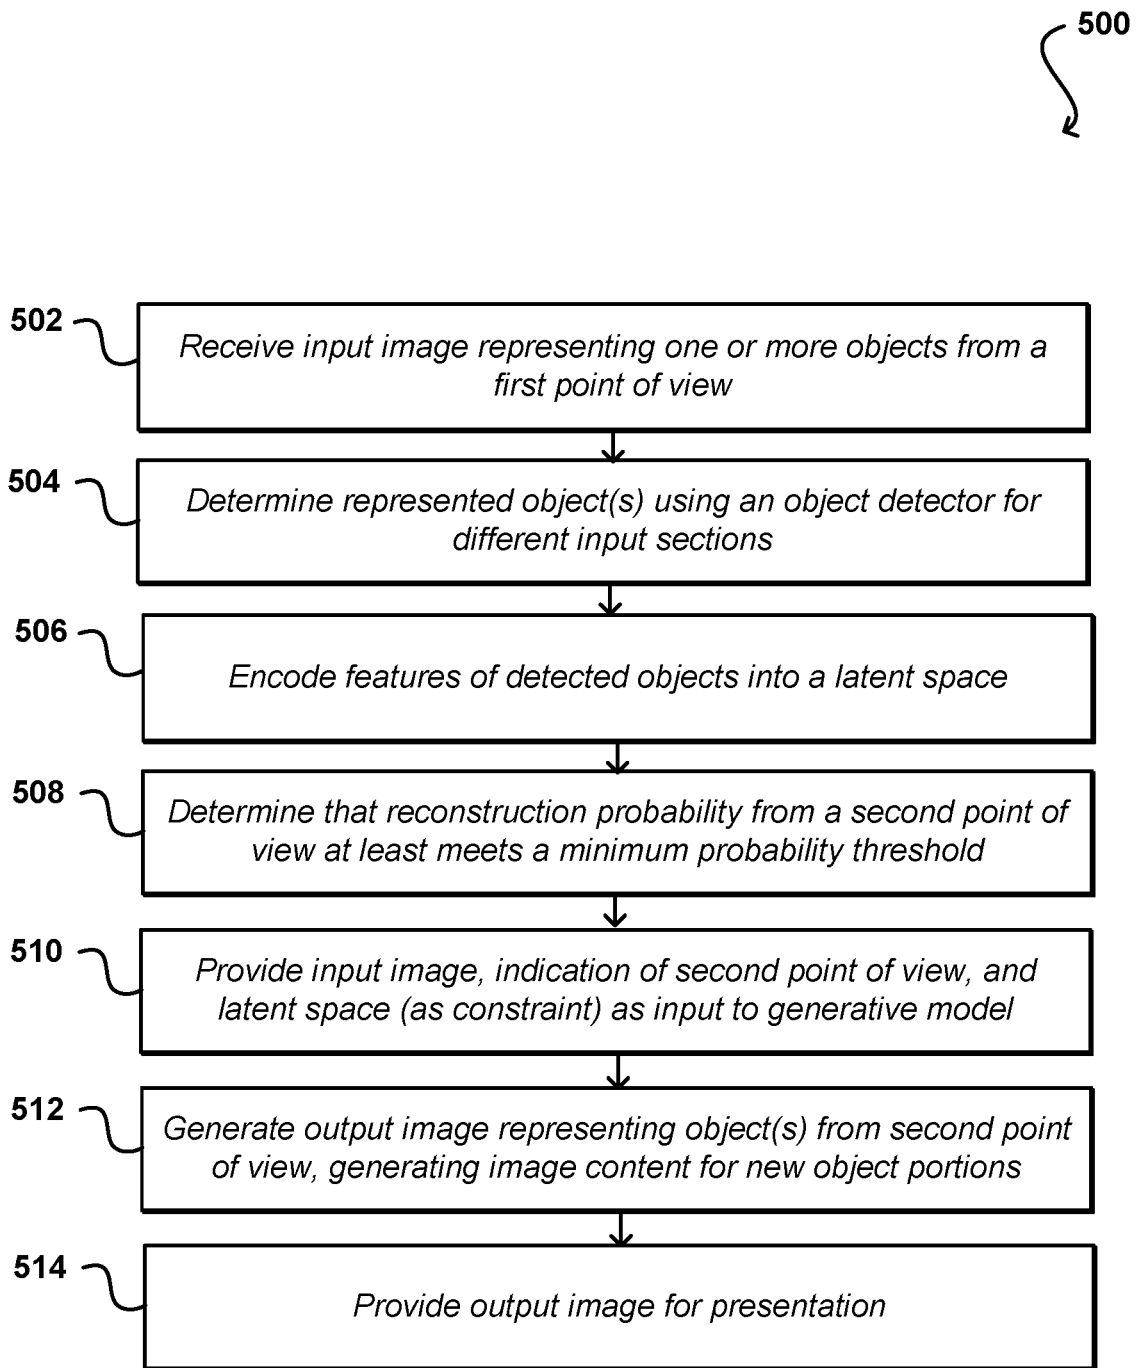 500
502
Receive input image representing one or more objects from a
first point of view
504
Determine represented object(s) using an object detector for
different input sections
506
Encode features of detected objects into a latent space
508
Determine that reconstruction probability from a second point of
view at least meets a minimum probability threshold
510
Provide input image, indication of second point of view, and
latent space (as constraint) as input to generative model
512
Generate output image representing object(s) from second point
of view, generating image content for new object portions
514
Provide output image for presentation